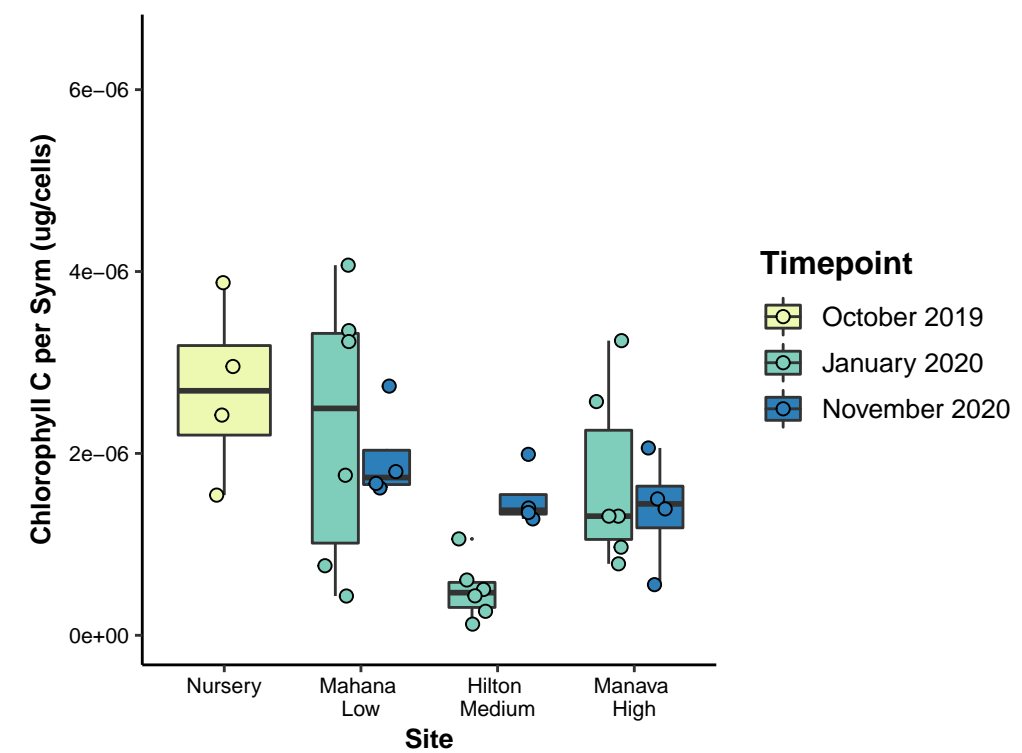 Chlorophyll C per Sym (ug/cells)
6e−06
4e−06
2e−06
0e+00
Nursery
Mahana
Low
Hilton
Medium
Manava
High
Site
Timepoint
October 2019
January 2020
November 2020